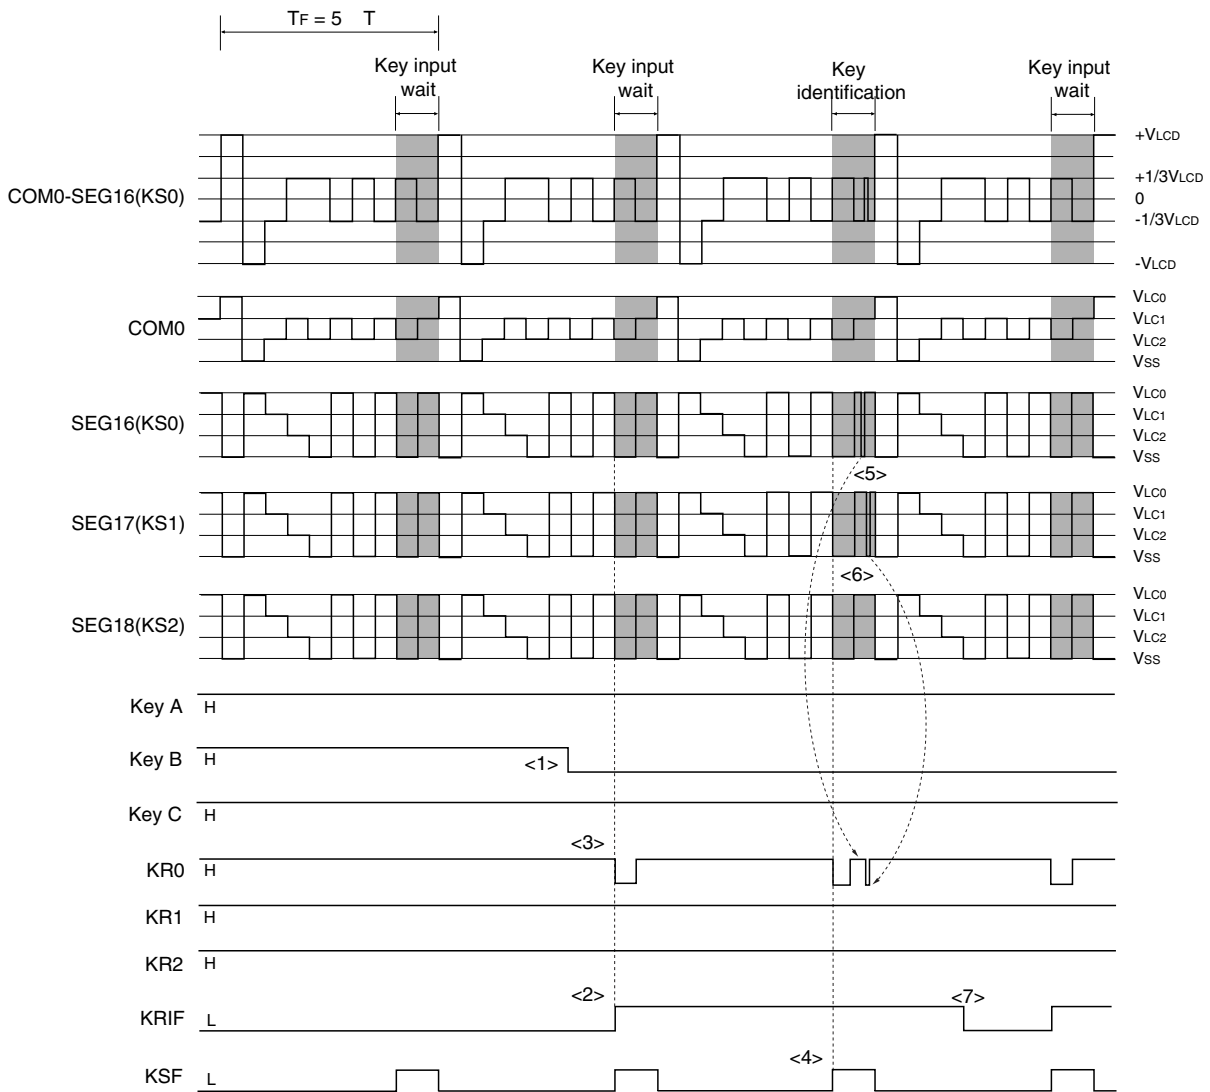 TF = 5 T
Key input wait
Key input wait
Key identification
Key input wait
COM0-SEG16(KS0)
+VLCD
+1/3VLCD
0
-1/3VLCD
-VLCD
COM0
VLC0
VLC1
VLC2
VSS
SEG16(KS0)
VLC0
VLC1
VLC2
VSS
<5>
SEG17(KS1)
VLC0
VLC1
VLC2
VSS
<6>
SEG18(KS2)
VLC0
VLC1
VLC2
VSS
Key A H
Key B H
<1>
Key C H
<3>
KR0 H
KR1 H
KR2 H
<2>
<7>
KRIF L
<4>
KSF L